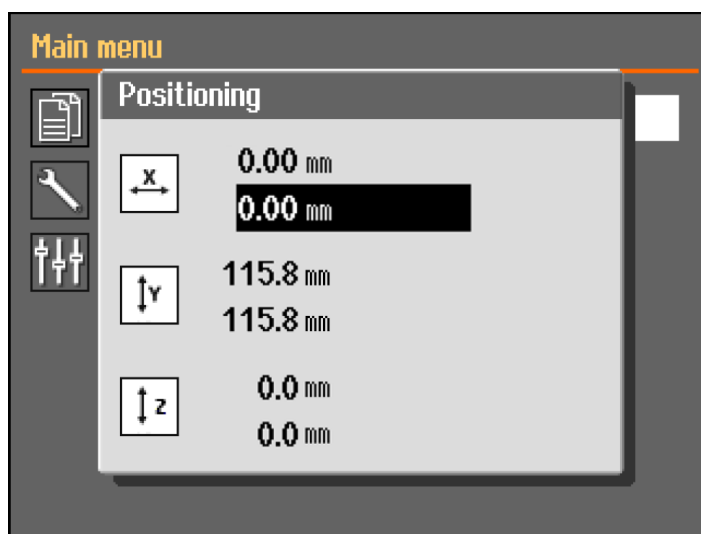 Main menu
Positioning
X
0.00 mm
0.00 mm
Y
115.8 mm
115.8 mm
Z
0.0 mm
0.0 mm